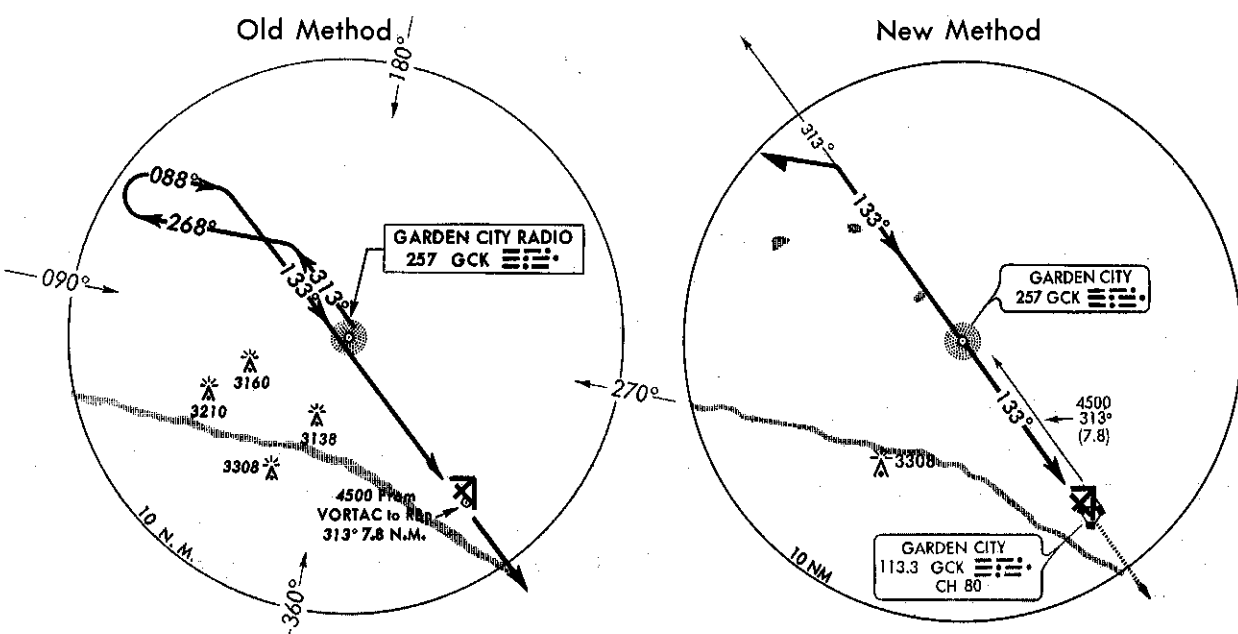 Old Method
180°
088°
268°
GARDEN CITY RADIO
257 GCK
313°
133°
090°
270°
3160
3210
3138
3308
4500 From
VORTAC to RBn
313° 7.8 N.M.
10 N. M.
360°
New Method
313°
133°
GARDEN CITY
257 GCK
133°
4500
313°
(7.8)
3308
GARDEN CITY
113.3 GCK
CH 80
10 NM